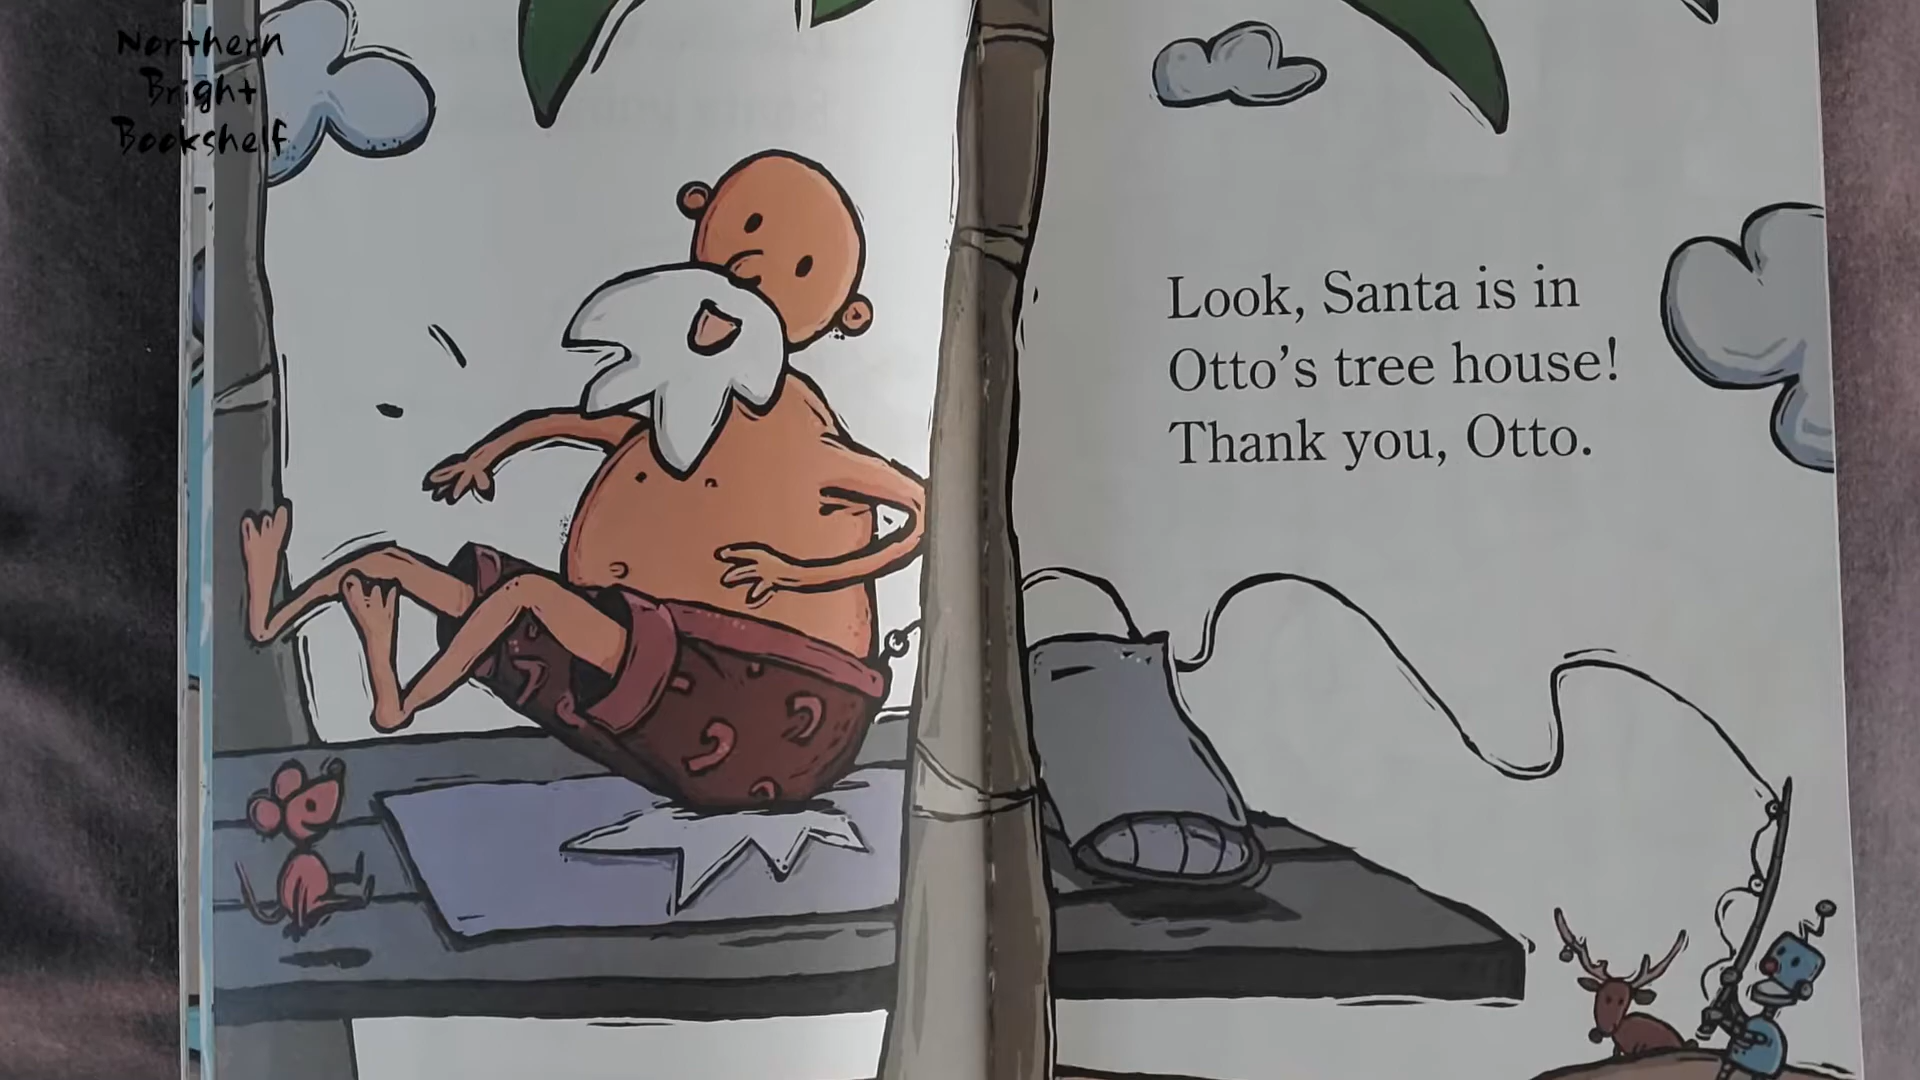 Northern
Bright
Bookshelf
Look, Santa is in
Otto's tree house!
Thank you, Otto.